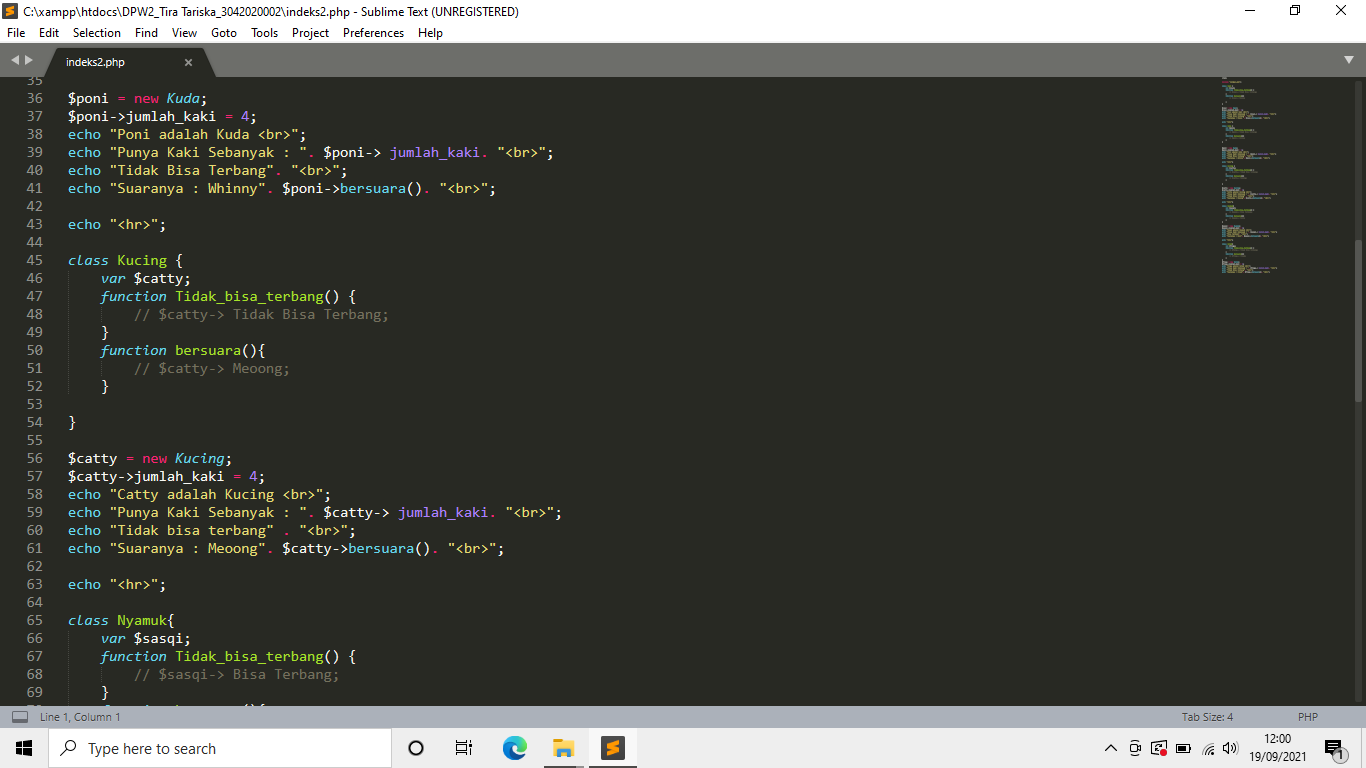 C:\xampp\htdocs\DPW2_Tira Tariska_3042020002\indeks2.php - Sublime Text (UNREGISTERED)
File Edit Selection Find View Goto Tools Project Preferences Help
indeks2.php
35
36 $poni = new Kuda;
37 $poni->jumlah_kaki = 4;
38 echo "Poni adalah Kuda <br>";
39 echo "Punya Kaki Sebanyak : ". $poni-> jumlah_kaki. "<br>";
40 echo "Tidak Bisa Terbang". "<br>";
41 echo "Suaranya : Whinny". $poni->bersuara(). "<br>";
42
43 echo "<hr>";
44
45 class Kucing {
46 var $catty;
47 function Tidak_bisa_terbang() {
48 // $catty-> Tidak Bisa Terbang;
49 }
50 function bersuara(){
51 // $catty-> Meoong;
52 }
53
54 }
55
56 $catty = new Kucing;
57 $catty->jumlah_kaki = 4;
58 echo "Catty adalah Kucing <br>";
59 echo "Punya Kaki Sebanyak : ". $catty-> jumlah_kaki. "<br>";
60 echo "Tidak bisa terbang" . "<br>";
61 echo "Suaranya : Meoong". $catty->bersuara(). "<br>";
62
63 echo "<hr>";
64
65 class Nyamuk{
66 var $sasqi;
67 function Tidak_bisa_terbang() {
68 // $sasqi-> Bisa Terbang;
69 }
Line 1, Column 1
Tab Size: 4
PHP
Type here to search
12:00
19/09/2021
1